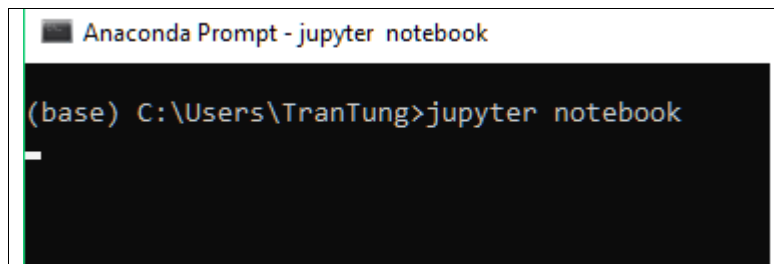 Anaconda Prompt - jupyter notebook
(base) C:\Users\TranTung>jupyter notebook